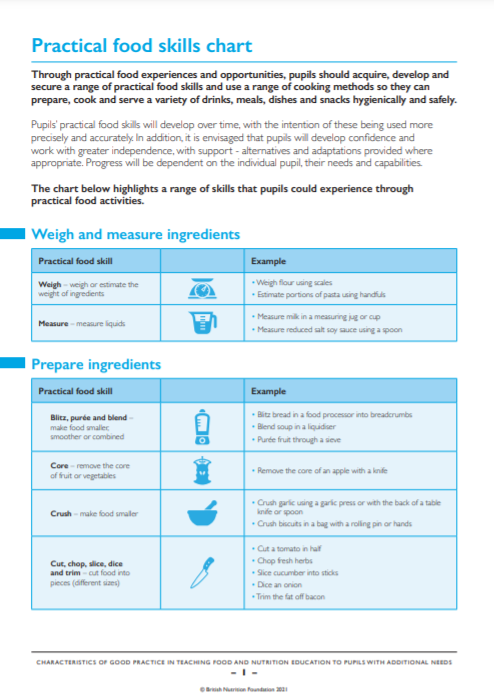 Practical food skills chart
Through practical food experiences and opportunities, pupils should acquire, develop and
secure a range of practical food skills and use a range of cooking methods so they can
prepare, cook and serve a variety of drinks, meals, dishes and snacks hygienically and safely.
Pupils' practical food skills will develop over time, with the intention of these being used more
precisely and accurately. In addition, it is envisaged that pupils will develop confidence and
work with greater independence, with support - alternatives and adaptations provided where
appropriate. Progress will be dependent on the individual pupil, their needs and capabilities.
The chart below highlights a range of skills that pupils could experience through
practical food activities.
Weigh and measure ingredients
Practical food skill
Example
Weigh – weigh or estimate the
weight of ingredients
• Weigh flour using scales
• Estimate portions of pasta using handfuls
Measure – measure liquids
• Measure milk in a measuring jug or cup
• Measure reduced salt soy sauce using a spoon
Prepare ingredients
Practical food skill
Example
Blitz, purée and blend –
make food smaller,
smoother or combined
• Blitz bread in a food processor into breadcrumbs
• Blend soup in a liquidiser
• Purée fruit through a sieve
Core – remove the core
of fruit or vegetables
• Remove the core of an apple with a knife
Crush – make food smaller
• Crush garlic using a garlic press or with the back of a table
knife or spoon
• Crush biscuits in a bag with a rolling pin or hands
Cut, chop, slice, dice
and trim – cut food into
pieces (different sizes)
• Cut a tomato in half
• Chop fresh herbs
• Slice cucumber into sticks
• Dice an onion
• Trim the fat off bacon
CHARACTERISTICS OF GOOD PRACTICE IN TEACHING FOOD AND NUTRITION EDUCATION TO PUPILS WITH ADDITIONAL NEEDS
– 1 –
© British Nutrition Foundation 2021